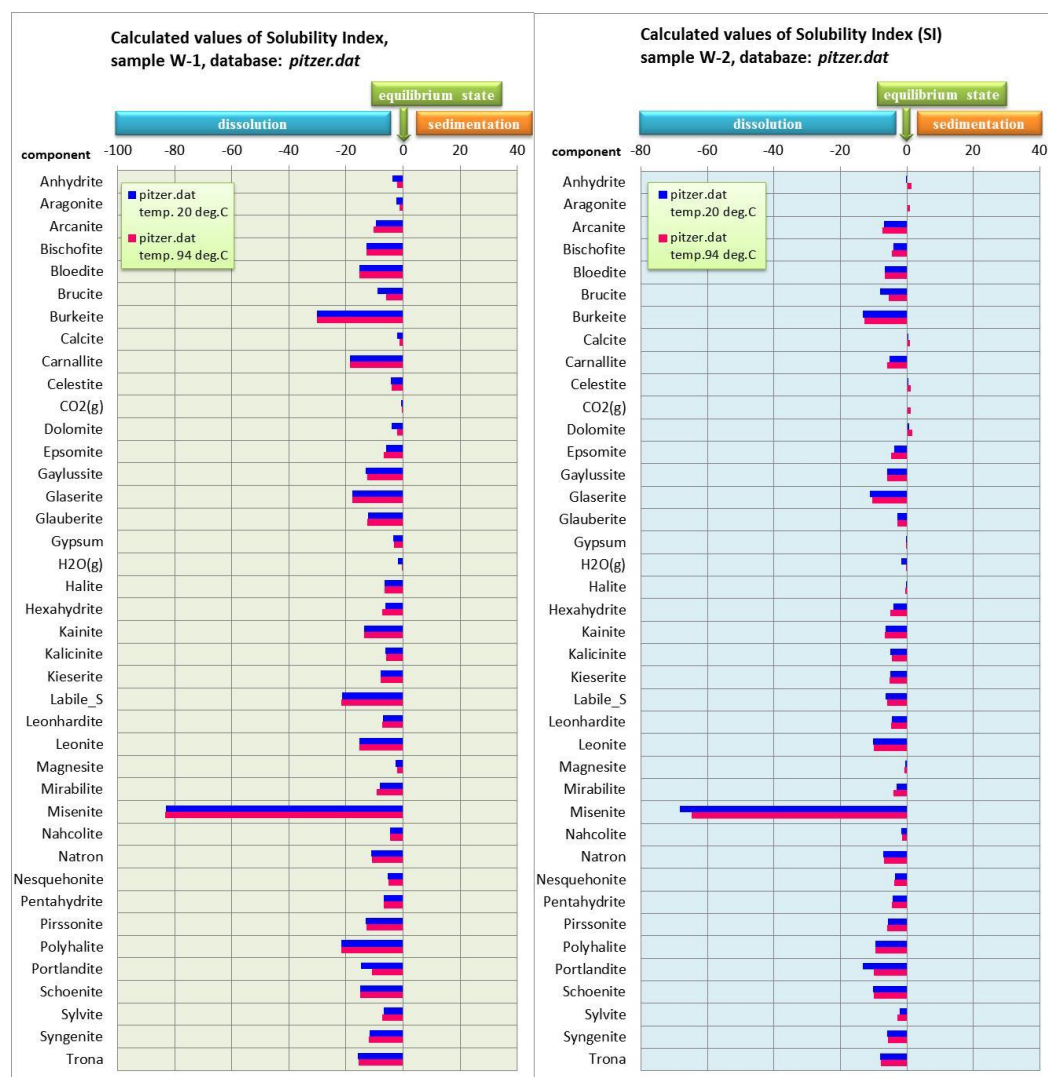 Calculated values of Solubility Index,
sample W-1, database: pitzer.dat
equilibrium state
dissolution
sedimentation
component
-100 -80 -60 -40 -20 0 20 40
pitzer.dat
temp. 20 deg.C
pitzer.dat
temp. 94 deg.C
Anhydrite
Aragonite
Arcanite
Bischofite
Bloedite
Brucite
Burkeite
Calcite
Carnallite
Celestite
CO2(g)
Dolomite
Epsomite
Gaylussite
Glaserite
Glauberite
Gypsum
H2O(g)
Halite
Hexahydrite
Kainite
Kalicinite
Kieserite
Labile_S
Leonhardite
Leonite
Magnesite
Mirabilite
Misenite
Nahcolite
Natron
Nesquehonite
Pentahydrite
Pirssonite
Polyhalite
Portlandite
Schoenite
Sylvite
Syngenite
Trona
Calculated values of Solubility Index (SI)
sample W-2, databaze: pitzer.dat
equilibrium state
dissolution
sedimentation
component
-80 -60 -40 -20 0 20 40
pitzer.dat
temp.20 deg.C
pitzer.dat
temp.94 deg.C
Anhydrite
Aragonite
Arcanite
Bischofite
Bloedite
Brucite
Burkeite
Calcite
Carnallite
Celestite
CO2(g)
Dolomite
Epsomite
Gaylussite
Glaserite
Glauberite
Gypsum
H2O(g)
Halite
Hexahydrite
Kainite
Kalicinite
Kieserite
Labile_S
Leonhardite
Leonite
Magnesite
Mirabilite
Misenite
Nahcolite
Natron
Nesquehonite
Pentahydrite
Pirssonite
Polyhalite
Portlandite
Schoenite
Sylvite
Syngenite
Trona